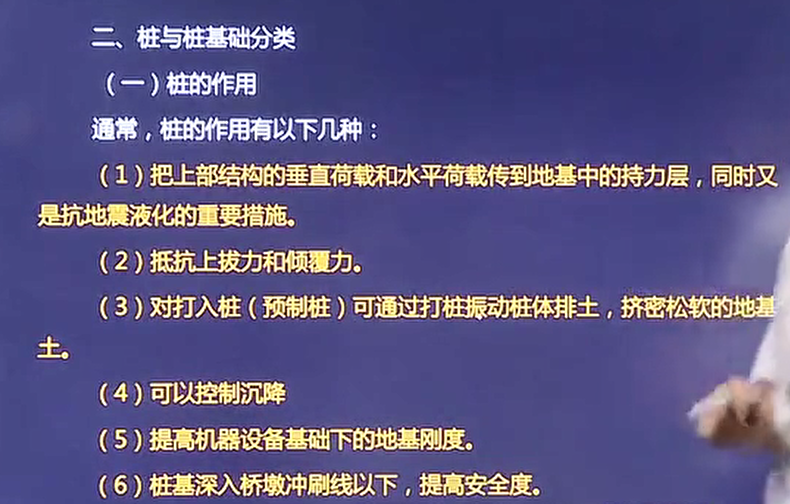 二、桩与桩基础分类
（一）桩的作用
通常，桩的作用有以下几种：
（1）把上部结构的垂直荷载和水平荷载传到地基中的持力层，同时又
是抗地震液化的重要措施。
（2）抵抗上拔力和倾覆力。
（3）对打入桩（预制桩）可通过打桩振动桩体排土，挤密松软的地基
土。
（4）可以控制沉降
（5）提高机器设备基础下的地基刚度。
（6）桩基深入桥墩冲刷线以下，提高安全度。